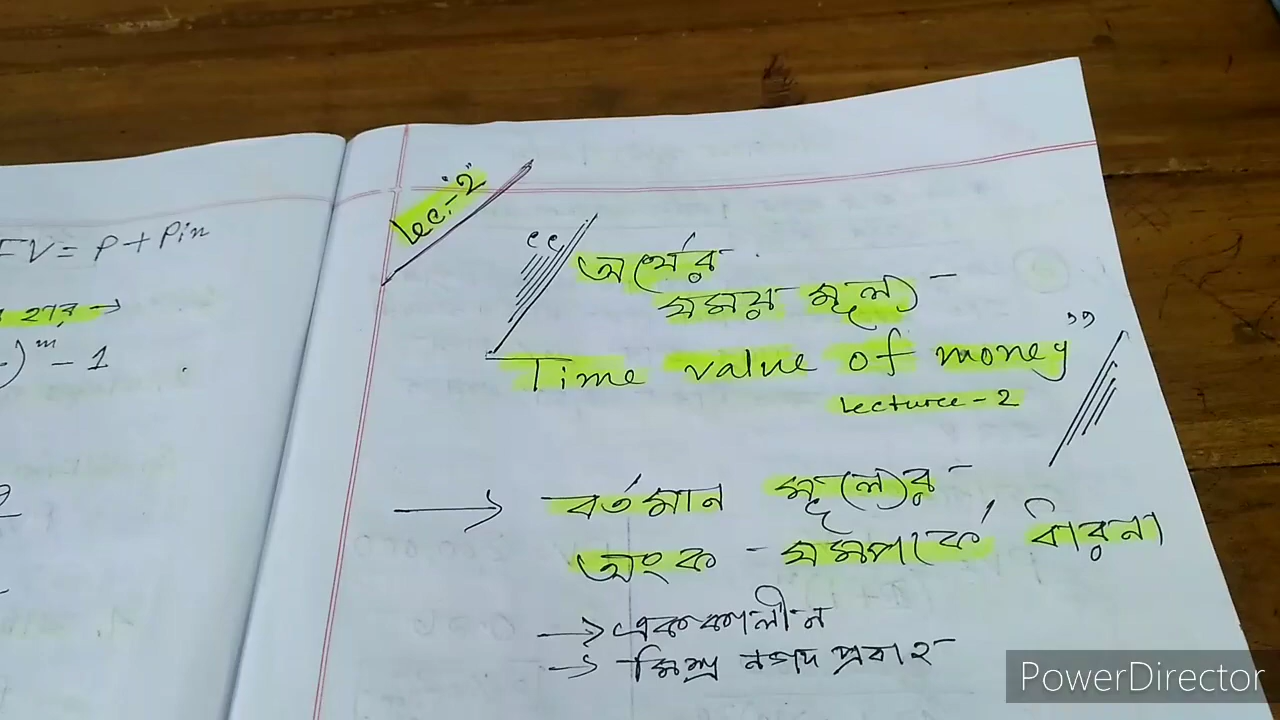 FV = P + Pin
হার →
)ᵐ - 1
Lec:- "2"
“অর্থের
সময় মূল্য -
Time value of money”
Lecture - 2
→ বর্তমান মূল্যের
অংক - সম্পর্কে ধারনা
→ এককালীন
→ মিশ্র নগদ প্রবাহ
PowerDirector